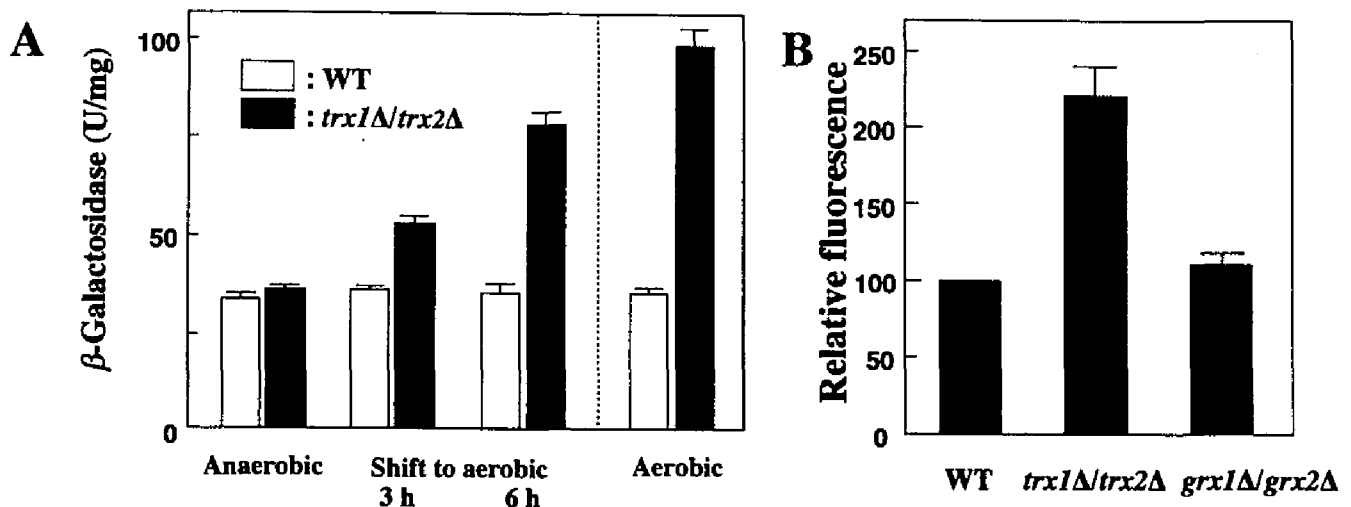 A
β-Galactosidase (U/mg)
100
50
0
: WT
: trx1Δ/trx2Δ
Anaerobic
Shift to aerobic
3 h
6 h
Aerobic
B
Relative fluorescence
250
200
150
100
50
0
WT
trx1Δ/trx2Δ
grx1Δ/grx2Δ